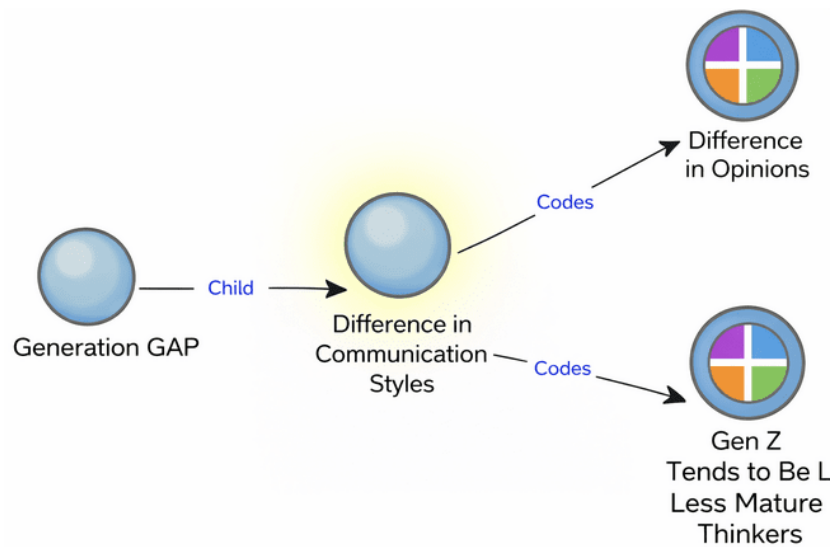 Difference
in Opinions
Codes
Child
Generation GAP
Difference in
Communication
Styles
Codes
Gen Z
Tends to Be L
Less Mature
Thinkers